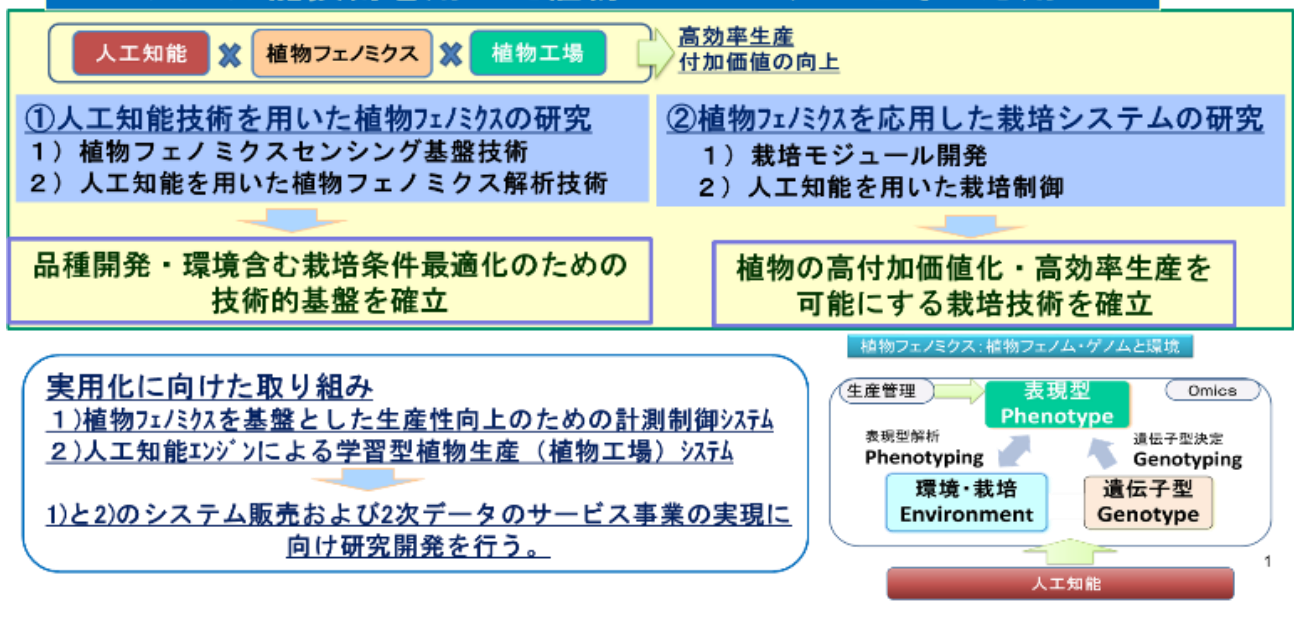 人工知能 × 植物フェノミクス × 植物工場
高効率生産
付加価値の向上
①人工知能技術を用いた植物ﾌｪﾉﾐｸｽの研究
1）植物フェノミクスセンシング基盤技術
2）人工知能を用いた植物フェノミクス解析技術
品種開発・環境含む栽培条件最適化のための
技術的基盤を確立
②植物ﾌｪﾉﾐｸｽを応用した栽培システムの研究
1）栽培モジュール開発
2）人工知能を用いた栽培制御
植物の高付加価値化・高効率生産を
可能にする栽培技術を確立
実用化に向けた取り組み
1)植物ﾌｪﾉﾐｸｽを基盤とした生産性向上のための計測制御ｼｽﾃﾑ
2)人工知能ｴﾝｼﾞﾝによる学習型植物生産（植物工場）ｼｽﾃﾑ
1)と2)のシステム販売および2次データのサービス事業の実現に
向け研究開発を行う。
植物フェノミクス：植物フェノム・ゲノムと環境
生産管理
表現型
Phenotype
Omics
表現型解析
Phenotyping
遺伝子型決定
Genotyping
環境・栽培
Environment
遺伝子型
Genotype
人工知能
1